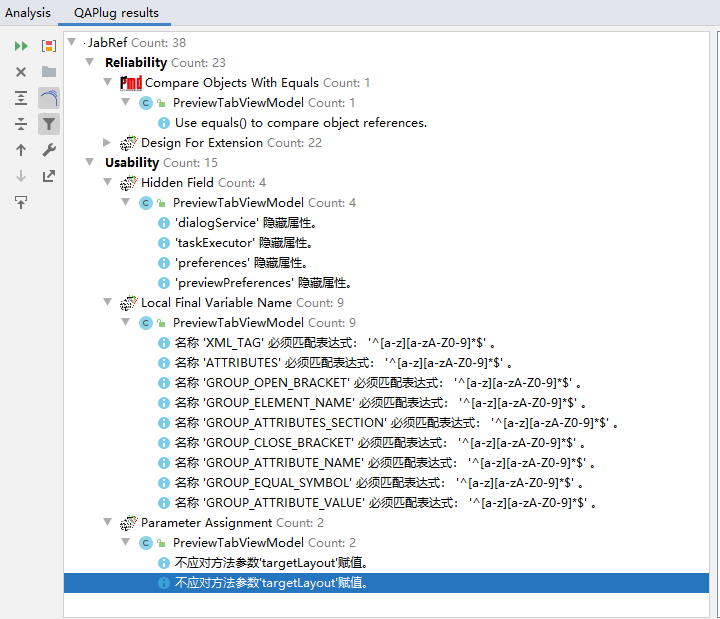 Analysis QAPlug results
JabRef Count: 38
Reliability Count: 23
Pmd Compare Objects With Equals Count: 1
C PreviewTabViewModel Count: 1
Use equals() to compare object references.
Design For Extension Count: 22
Usability Count: 15
Hidden Field Count: 4
C PreviewTabViewModel Count: 4
'dialogService' 隐藏属性。
'taskExecutor' 隐藏属性。
'preferences' 隐藏属性。
'previewPreferences' 隐藏属性。
Local Final Variable Name Count: 9
C PreviewTabViewModel Count: 9
名称 'XML_TAG' 必须匹配表达式： '^[a-z][a-zA-Z0-9]*$' 。
名称 'ATTRIBUTES' 必须匹配表达式： '^[a-z][a-zA-Z0-9]*$' 。
名称 'GROUP_OPEN_BRACKET' 必须匹配表达式： '^[a-z][a-zA-Z0-9]*$' 。
名称 'GROUP_ELEMENT_NAME' 必须匹配表达式： '^[a-z][a-zA-Z0-9]*$' 。
名称 'GROUP_ATTRIBUTES_SECTION' 必须匹配表达式： '^[a-z][a-zA-Z0-9]*$' 。
名称 'GROUP_CLOSE_BRACKET' 必须匹配表达式： '^[a-z][a-zA-Z0-9]*$' 。
名称 'GROUP_ATTRIBUTE_NAME' 必须匹配表达式： '^[a-z][a-zA-Z0-9]*$' 。
名称 'GROUP_EQUAL_SYMBOL' 必须匹配表达式： '^[a-z][a-zA-Z0-9]*$' 。
名称 'GROUP_ATTRIBUTE_VALUE' 必须匹配表达式： '^[a-z][a-zA-Z0-9]*$' 。
Parameter Assignment Count: 2
C PreviewTabViewModel Count: 2
不应对方法参数'targetLayout'赋值。
不应对方法参数'targetLayout'赋值。